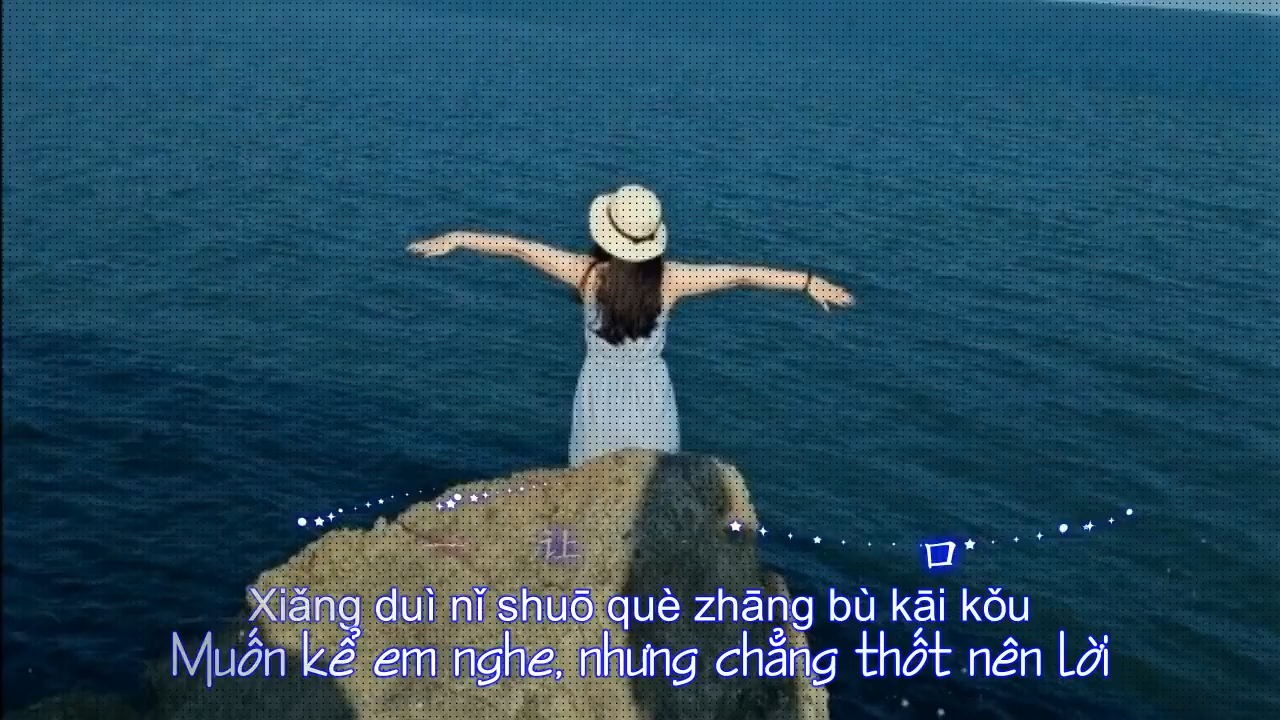 让 口
Xiǎng duì nǐ shuō què zhāng bù kāi kǒu
Muốn kể em nghe, nhưng chẳng thốt nên lời